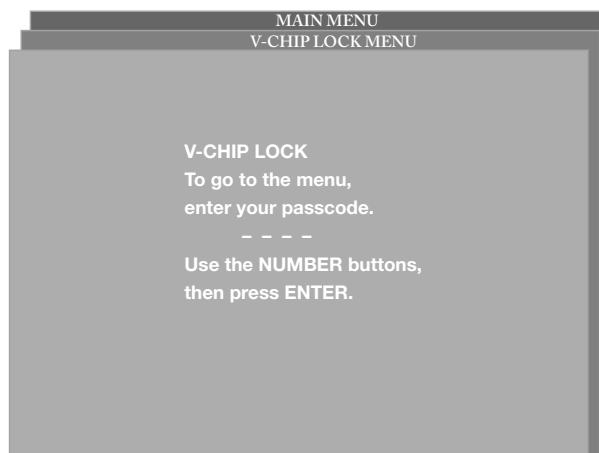 MAIN MENU
V-CHIP LOCK MENU
V-CHIP LOCK
To go to the menu,
enter your passcode.
– – – –
Use the NUMBER buttons,
then press ENTER.